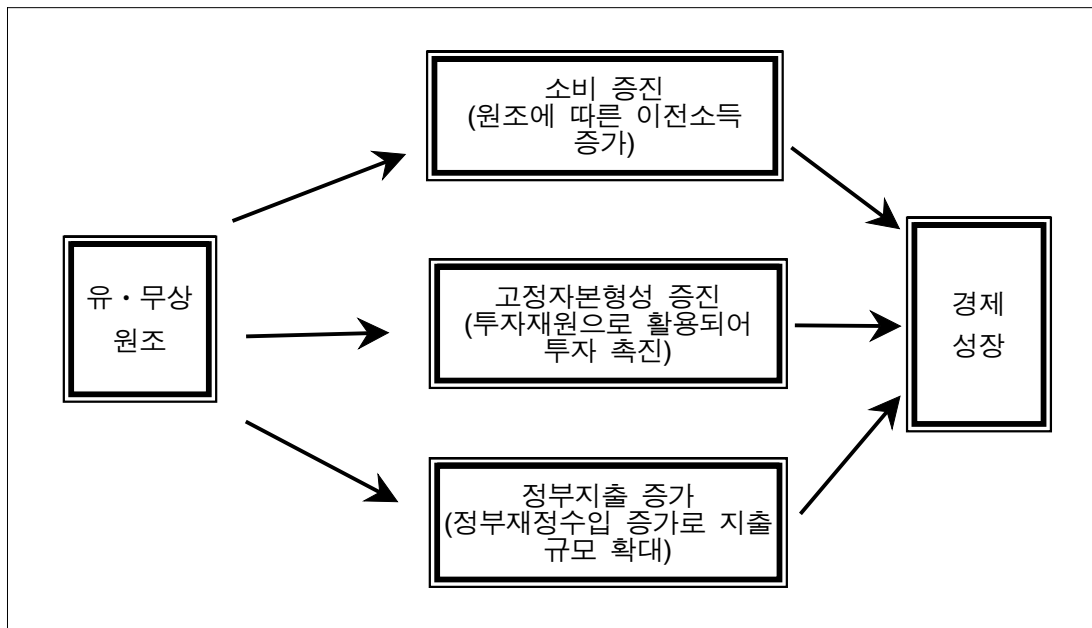 소비 증진
(원조에 따른 이전소득
증가)
유・무상
원조
고정자본형성 증진
(투자재원으로 활용되어
투자 촉진)
경제
성장
정부지출 증가
(정부재정수입 증가로 지출
규모 확대)